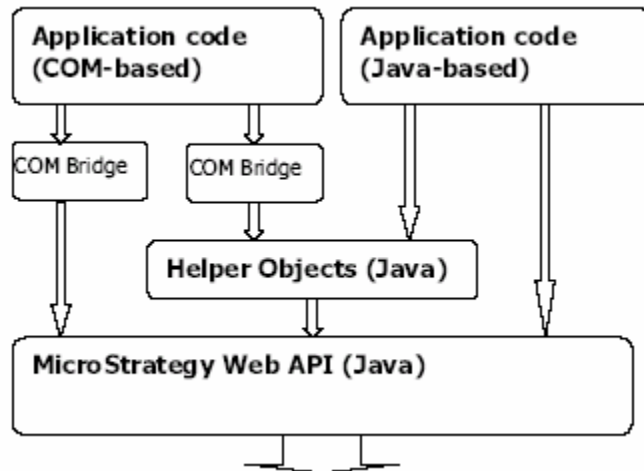 Application code
(COM-based)
Application code
(Java-based)
COM Bridge
COM Bridge
Helper Objects (Java)
MicroStrategy Web API (Java)